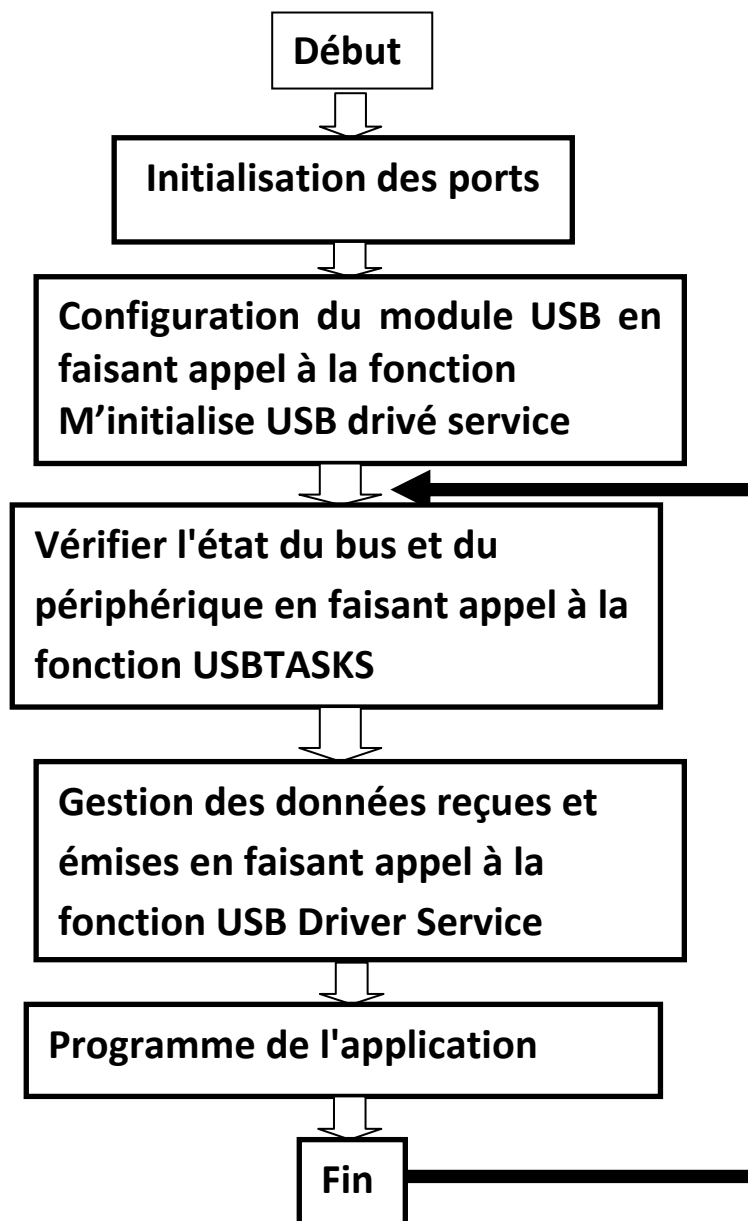 Début
Initialisation des ports
Configuration du module USB en
faisant appel à la fonction
M’initialise USB drivé service
Vérifier l'état du bus et du
périphérique en faisant appel à la
fonction USBTASKS
Gestion des données reçues et
émises en faisant appel à la
fonction USB Driver Service
Programme de l'application
Fin